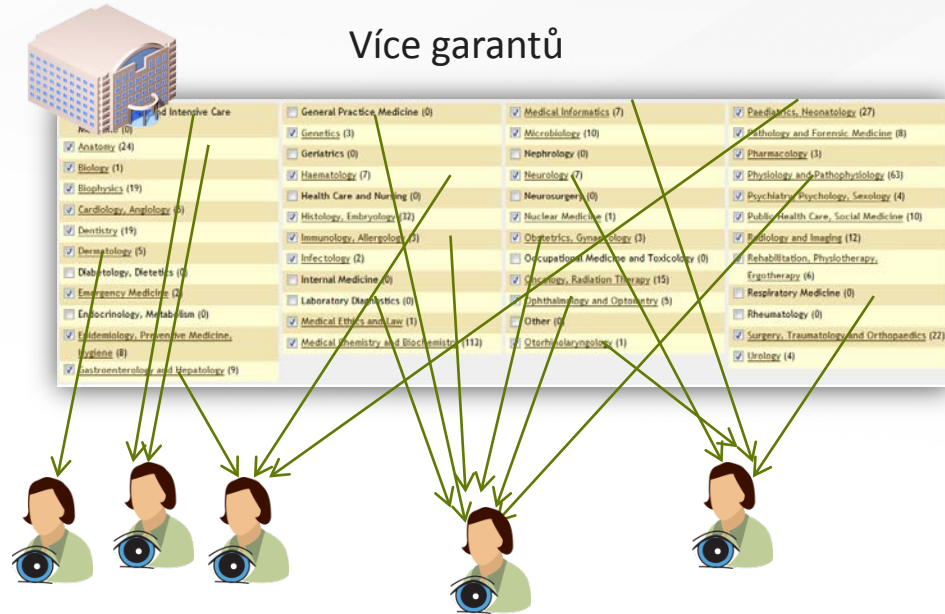 Více garantů
and Intensive Care
(0)
Anatomy (24)
Biology (1)
Biophysics (19)
Cardiology, Angiology
Dentistry (19)
Dermatology (5)
Diabetology, Dietetics (0)
Emergency Medicine (2)
Endocrinology, Metabolism (0)
Epidemiology, Preventive Medicine,
Hygiene (8)
Gastroenterology and Hepatology (9)
General Practice Medicine (0)
Genetics (3)
Geriatrics (0)
Haematology (7)
Health Care and Nursing (0)
Histology, Embryology (32)
Immunology, Allergology (3)
Infectology (2)
Internal Medicine (0)
Laboratory Diagnostics (0)
Medical Ethics and Law (1)
Medical Chemistry and Biochemistry (113)
Medical Informatics (7)
Microbiology (10)
Nephrology (0)
Neurology (7)
Neurosurgery (0)
Nuclear Medicine (1)
Obstetrics, Gynaecology (3)
Occupational Medicine and Toxicology (0)
Oncology, Radiation Therapy (15)
Ophthalmology and Optometry (5)
Other (0)
Otorhinolaryngology (1)
Paediatrics, Neonatology (27)
Pathology and Forensic Medicine (8)
Pharmacology (3)
Physiology and Pathophysiology (63)
Psychiatry, Psychology, Sexology (4)
Public Health Care, Social Medicine (10)
Radiology and Imaging (12)
Rehabilitation, Physiotherapy,
Ergotherapy (6)
Respiratory Medicine (0)
Rheumatology (0)
Surgery, Traumatology and Orthopaedics (22)
Urology (4)